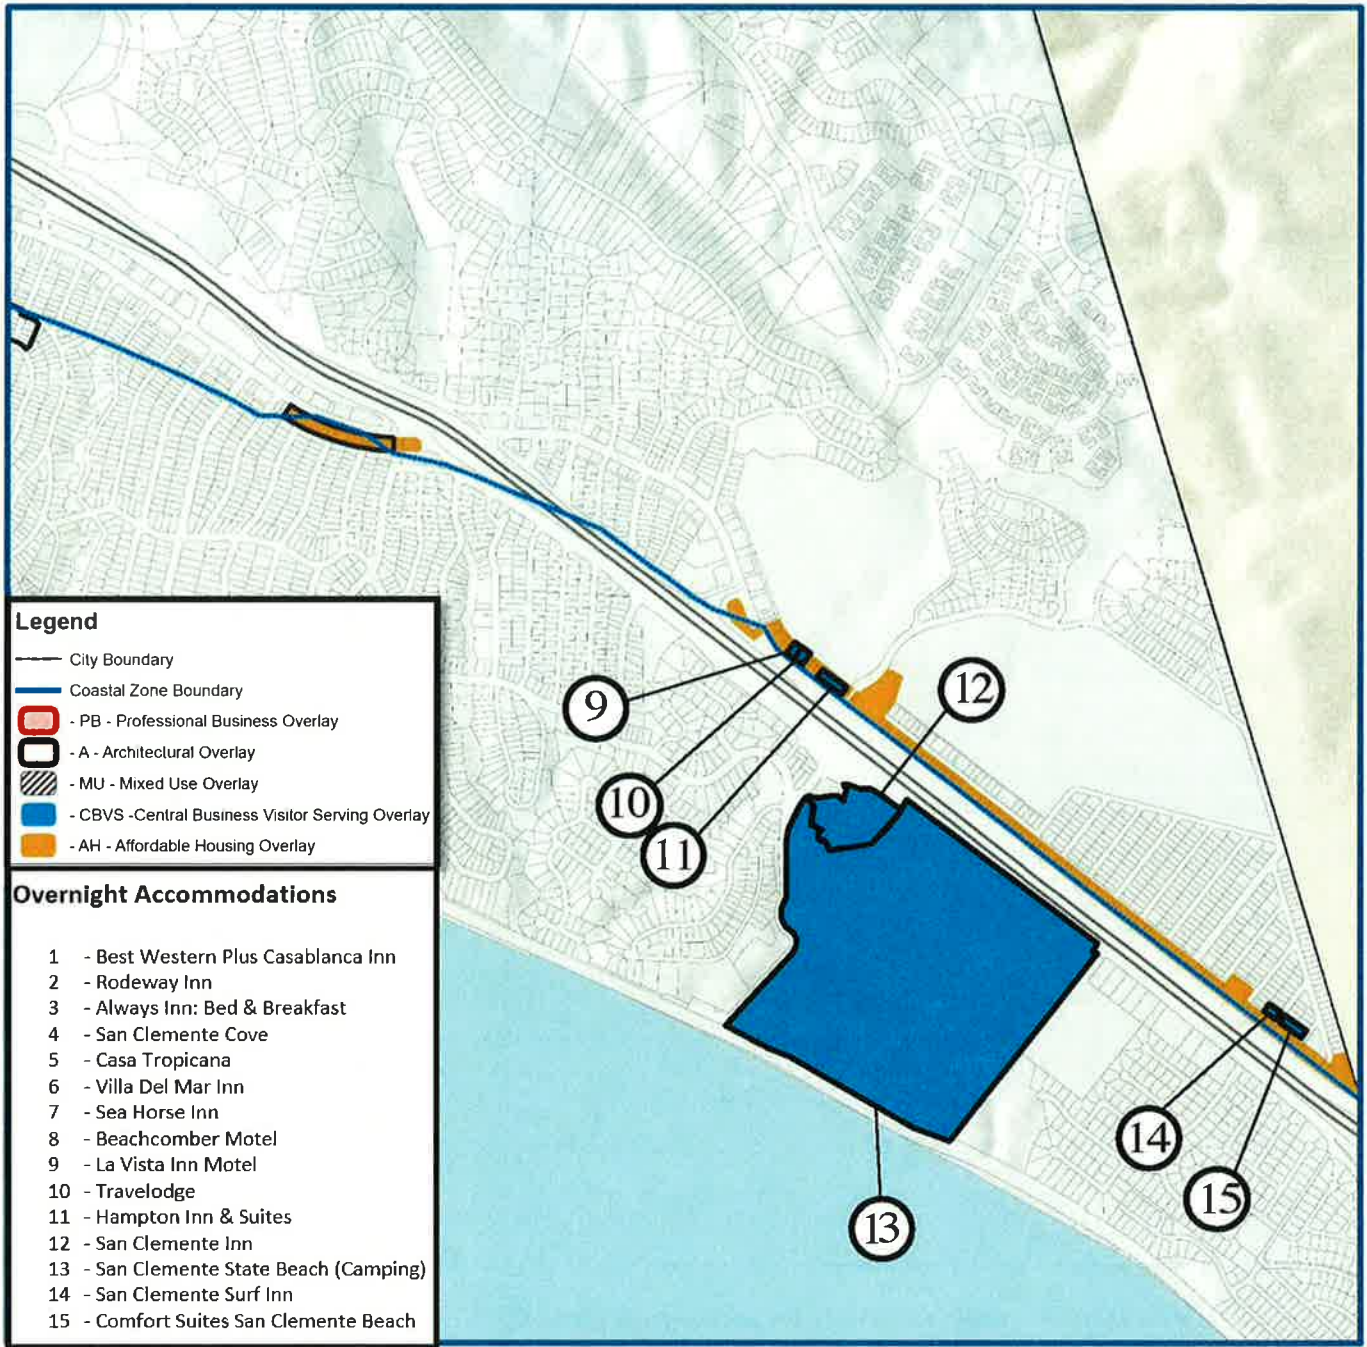 Legend
City Boundary
Coastal Zone Boundary
- PB - Professional Business Overlay
- A - Architectural Overlay
- MU - Mixed Use Overlay
- CBVS -Central Business Visitor Serving Overlay
- AH - Affordable Housing Overlay
Overnight Accommodations
1 - Best Western Plus Casablanca Inn
2 - Rodeway Inn
3 - Always Inn: Bed & Breakfast
4 - San Clemente Cove
5 - Casa Tropicana
6 - Villa Del Mar Inn
7 - Sea Horse Inn
8 - Beachcomber Motel
9 - La Vista Inn Motel
10 - Travelodge
11 - Hampton Inn & Suites
12 - San Clemente Inn
13 - San Clemente State Beach (Camping)
14 - San Clemente Surf Inn
15 - Comfort Suites San Clemente Beach
9
12
10
11
14
15
13